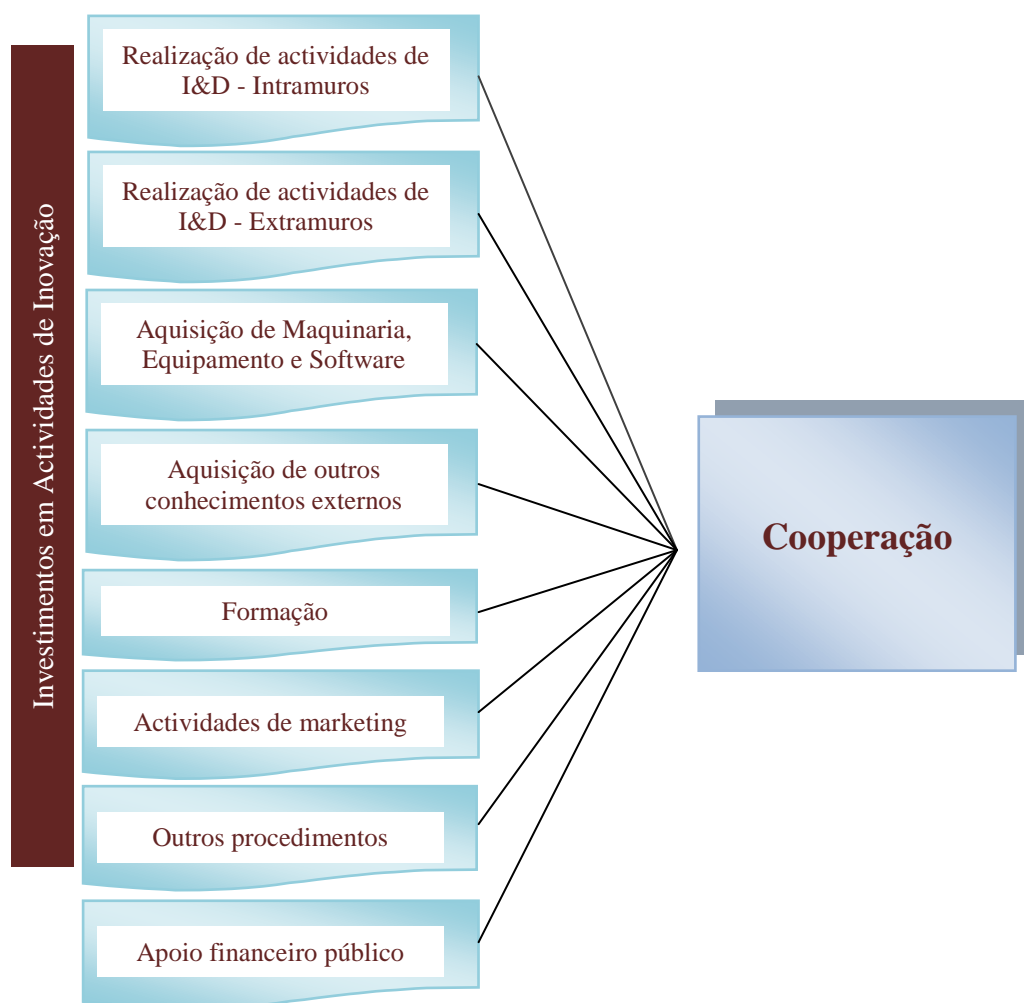 Investimentos em Actividades de Inovação
Realização de actividades de
I&D - Intramuros
Realização de actividades de
I&D - Extramuros
Aquisição de Maquinaria,
Equipamento e Software
Aquisição de outros
conhecimentos externos
Formação
Actividades de marketing
Outros procedimentos
Apoio financeiro público
Cooperação